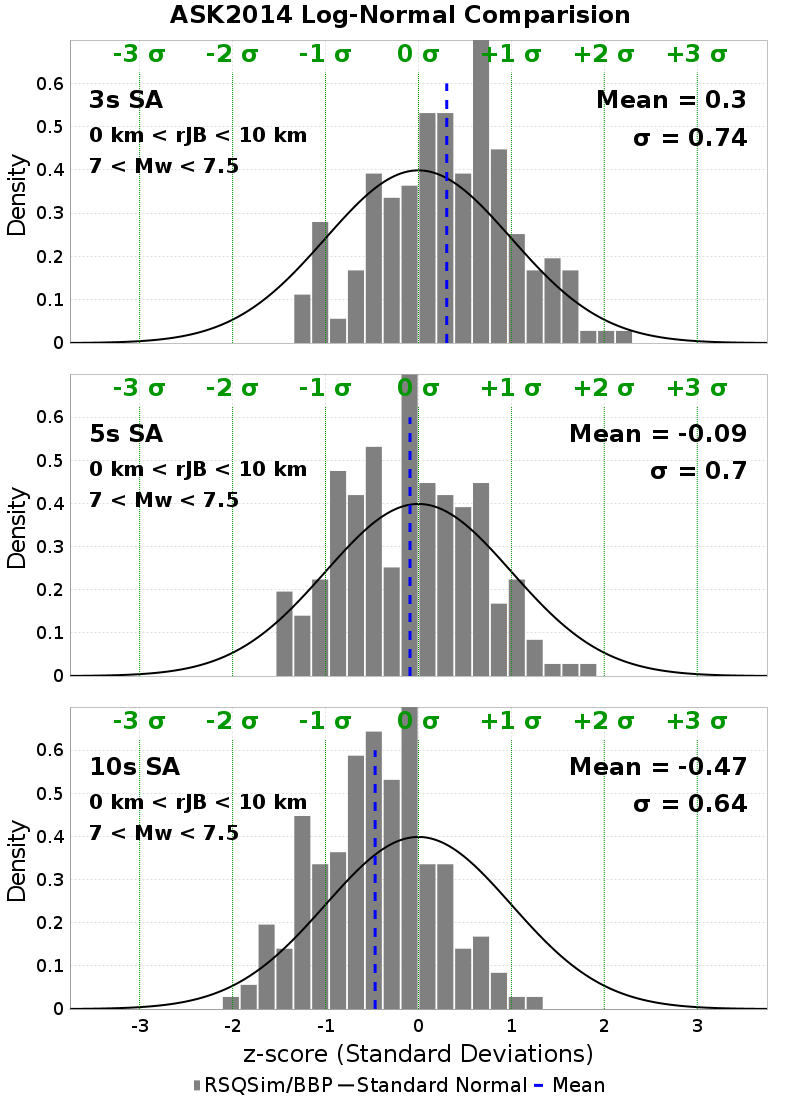 ASK2014 Log-Normal Comparision
-3 σ -2 σ -1 σ 0 σ +1 σ +2 σ +3 σ
3s SA
0 km < rJB < 10 km
7 < Mw < 7.5
Mean = 0.3
σ = 0.74
Density
0.6
0.5
0.4
0.3
0.2
0.1
0
-3 σ -2 σ -1 σ 0 σ +1 σ +2 σ +3 σ
5s SA
0 km < rJB < 10 km
7 < Mw < 7.5
Mean = -0.09
σ = 0.7
Density
0.6
0.5
0.4
0.3
0.2
0.1
0
-3 σ -2 σ -1 σ 0 σ +1 σ +2 σ +3 σ
10s SA
0 km < rJB < 10 km
7 < Mw < 7.5
Mean = -0.47
σ = 0.64
Density
0.6
0.5
0.4
0.3
0.2
0.1
0
-3 -2 -1 0 1 2 3
z-score (Standard Deviations)
RSQSim/BBP Standard Normal Mean